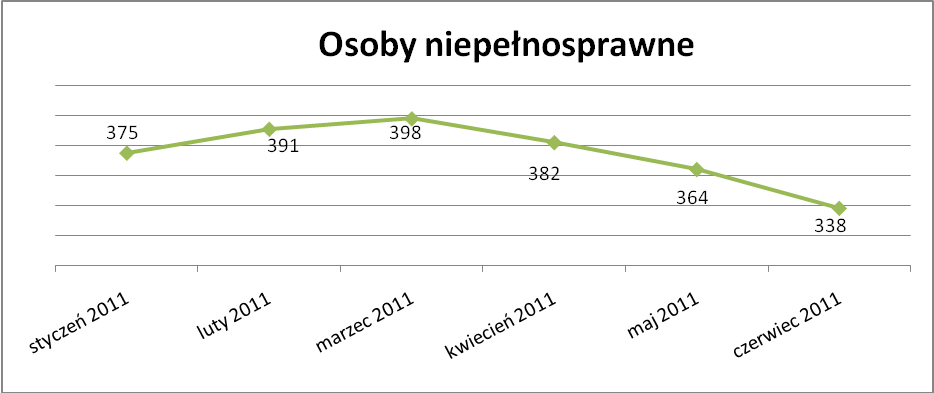 Osoby niepełnosprawne
375
391
398
382
364
338
styczeń 2011
luty 2011
marzec 2011
kwiecień 2011
maj 2011
czerwiec 2011